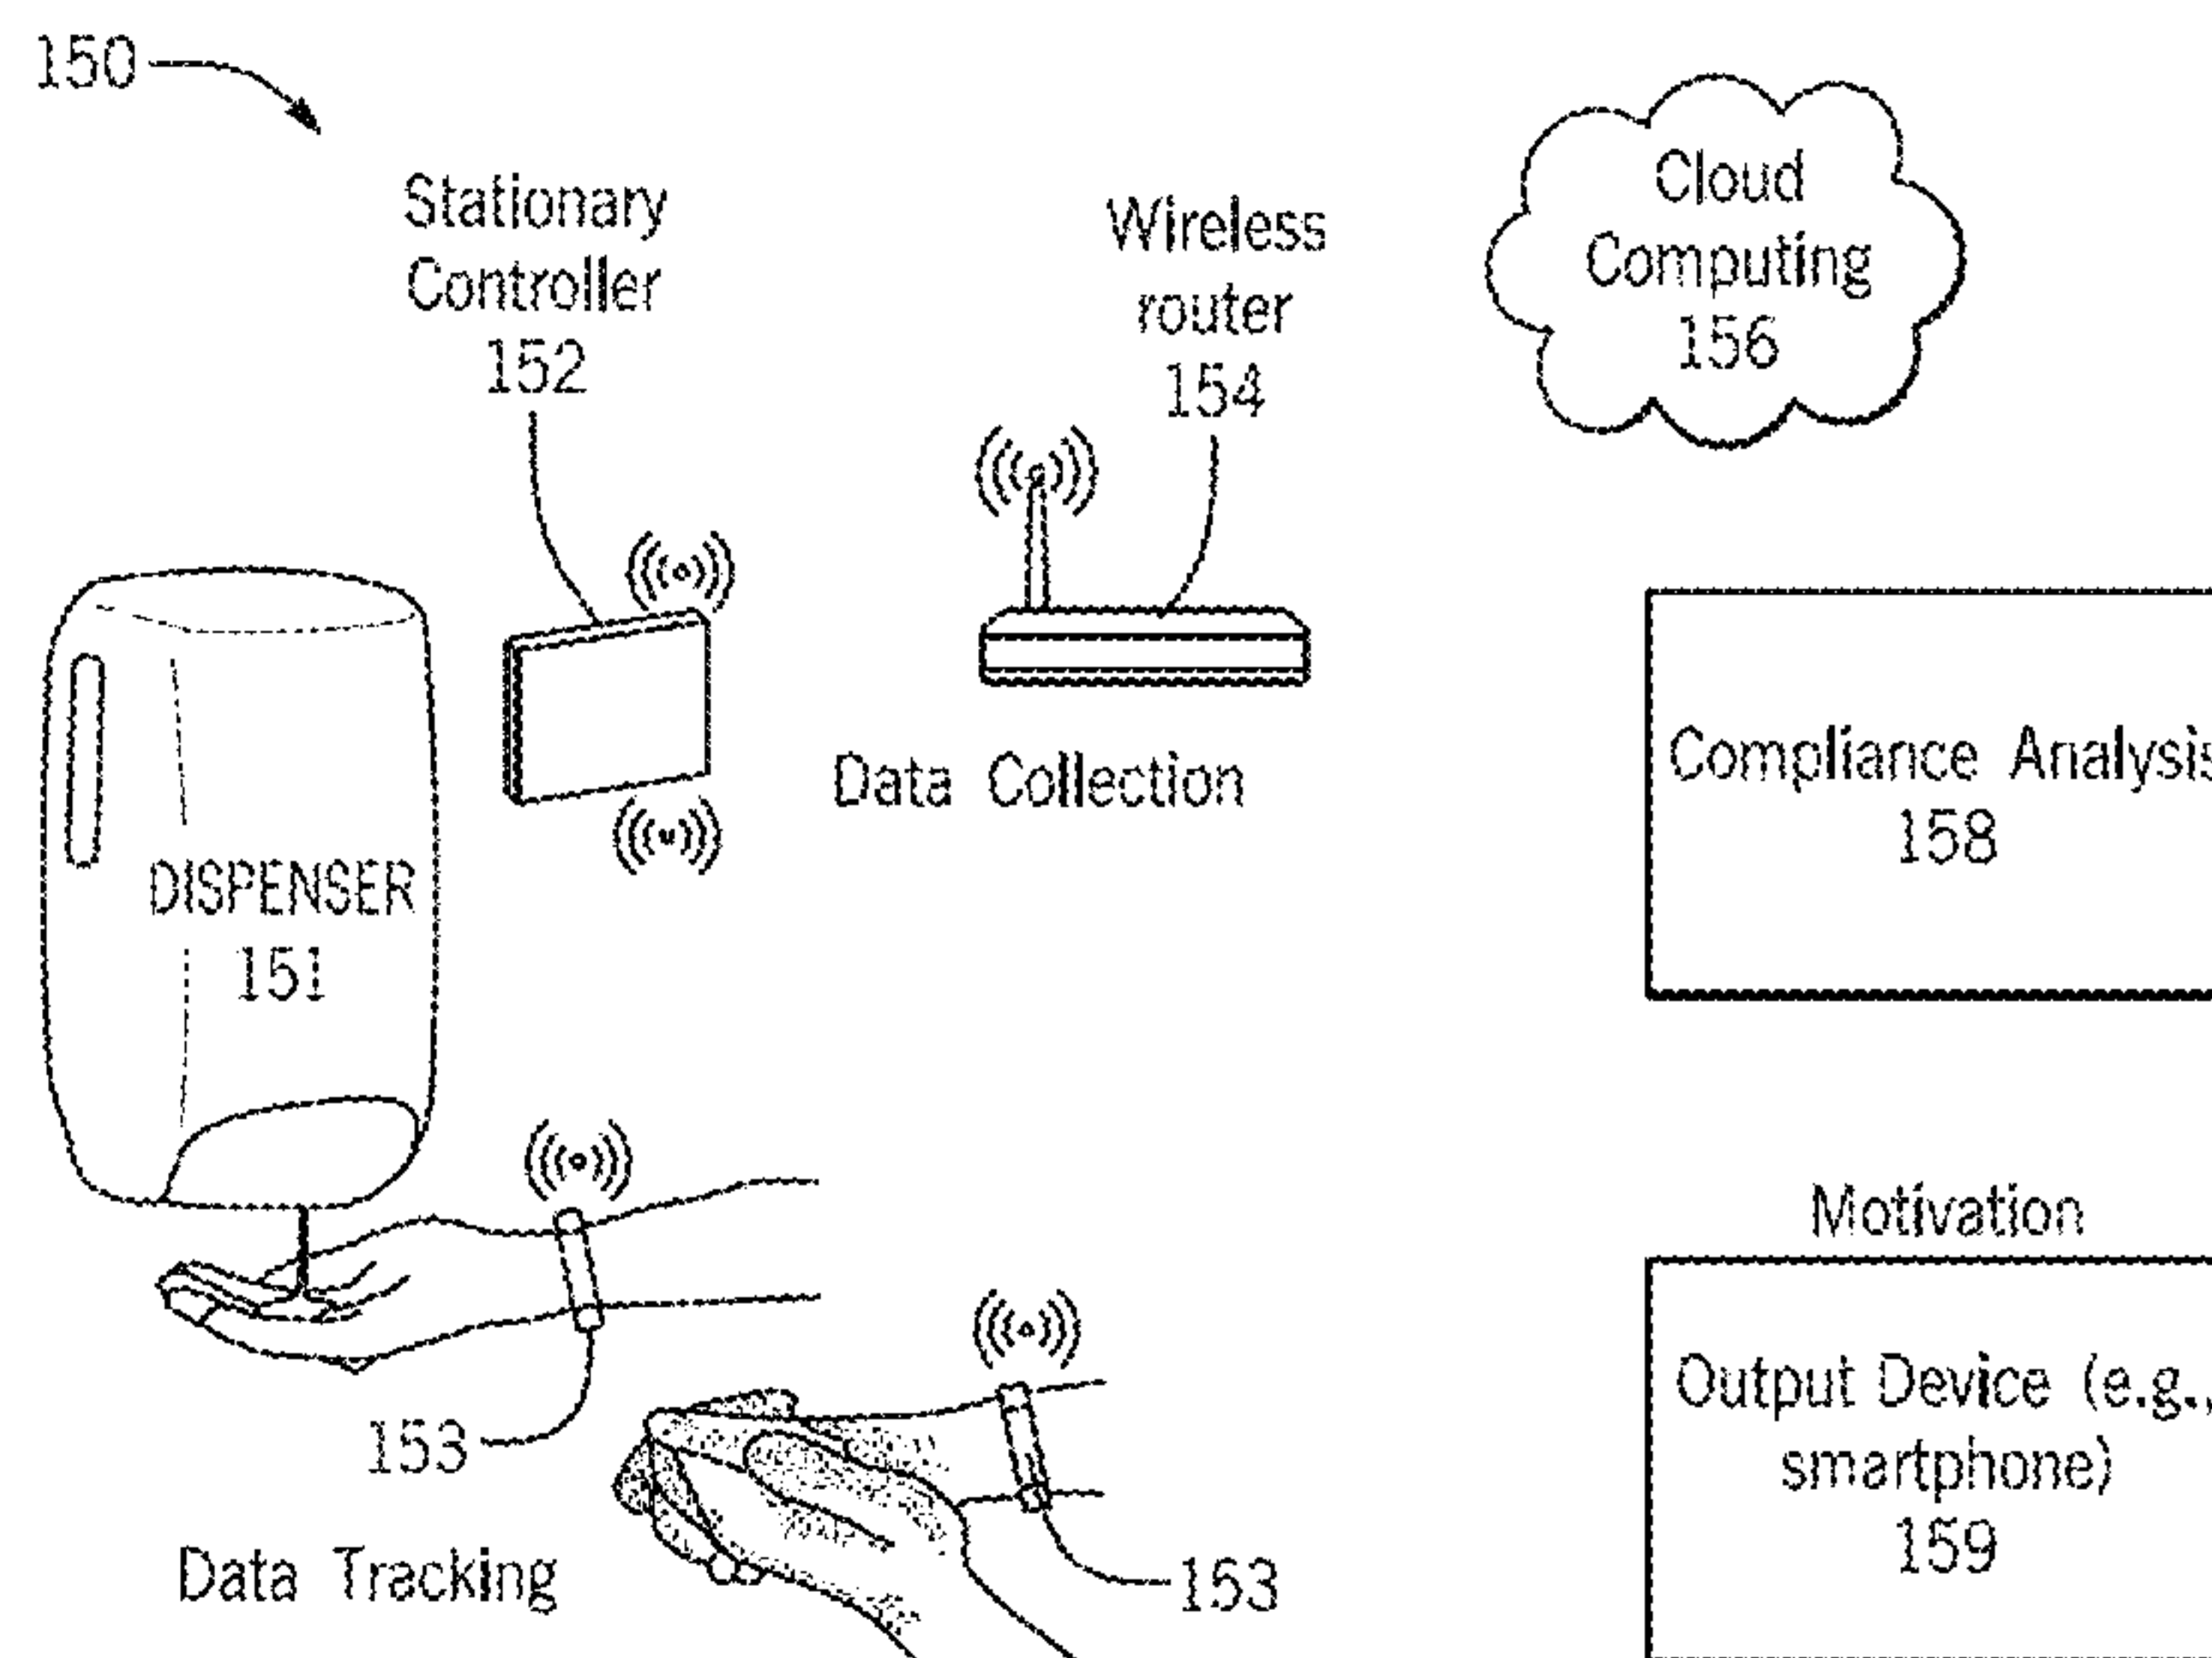 150
Stationary
Controller
152
Wireless
router
154
Cloud
Computing
156
DISPENSER
151
Data Collection
Compliance Analysis
158
153
Data Tracking
153
Motivation
Output Device (e.g.,
smartphone)
159